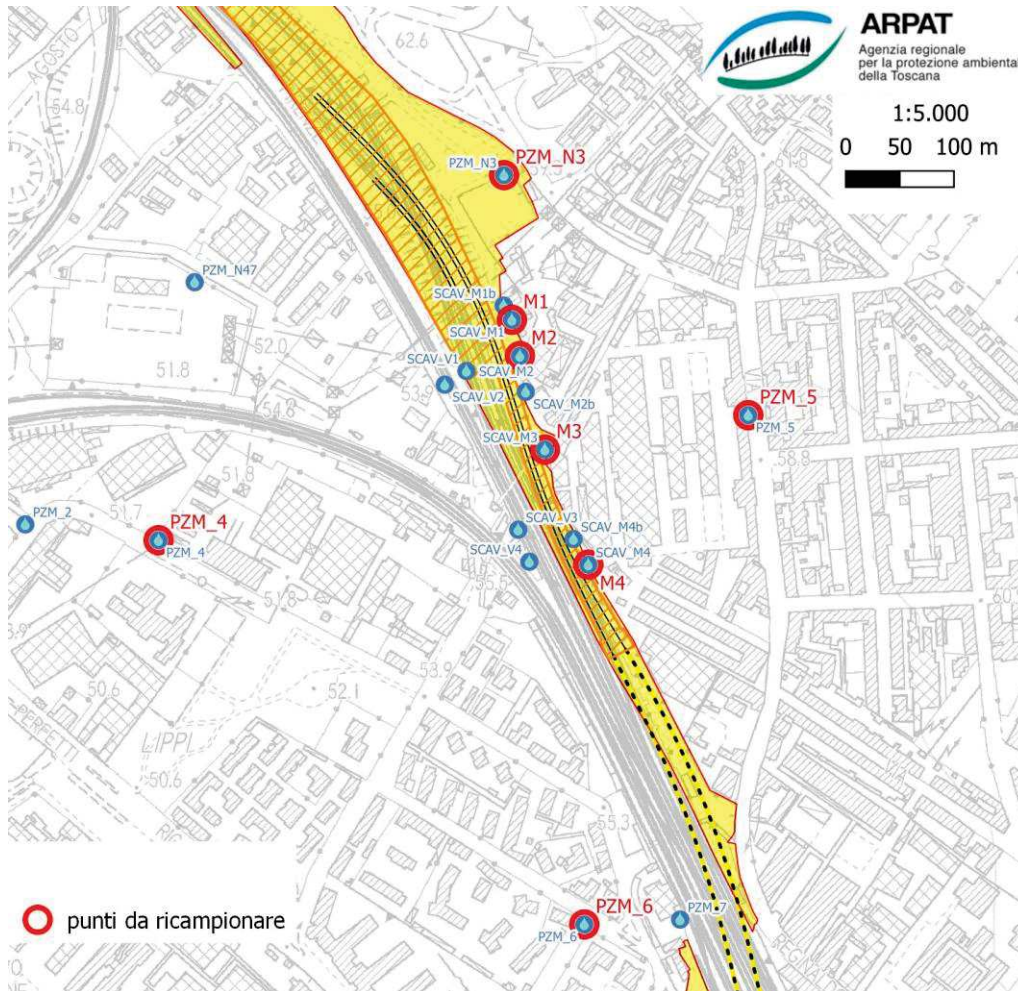 ARPAT
Agenzia regionale
per la protezione ambientale
della Toscana
1:5.000
0 50 100 m
62.6
AGOSTO
54.8
PZM_N3
PZM_N3
PZM_N47
SCAV_M1b
M1
SCAV_M1
M2
52.0
51.8
SCAV_V1
SCAV_M2
53.8
SCAV_V2
SCAV_M2b
54.8
PZM_5
PZM_5
M3
SCAV_M3
58.8
51.8
51.7
PZM_2
PZM_4
PZM_4
SCAV_V3
SCAV_M4b
SCAV_V4
SCAV_M4
M4
55.5
51.8
53.9
50.6
52.1
LIPPI
50.6
55.3
PZM_6
PZM_7
PZM_6
punti da ricampionare